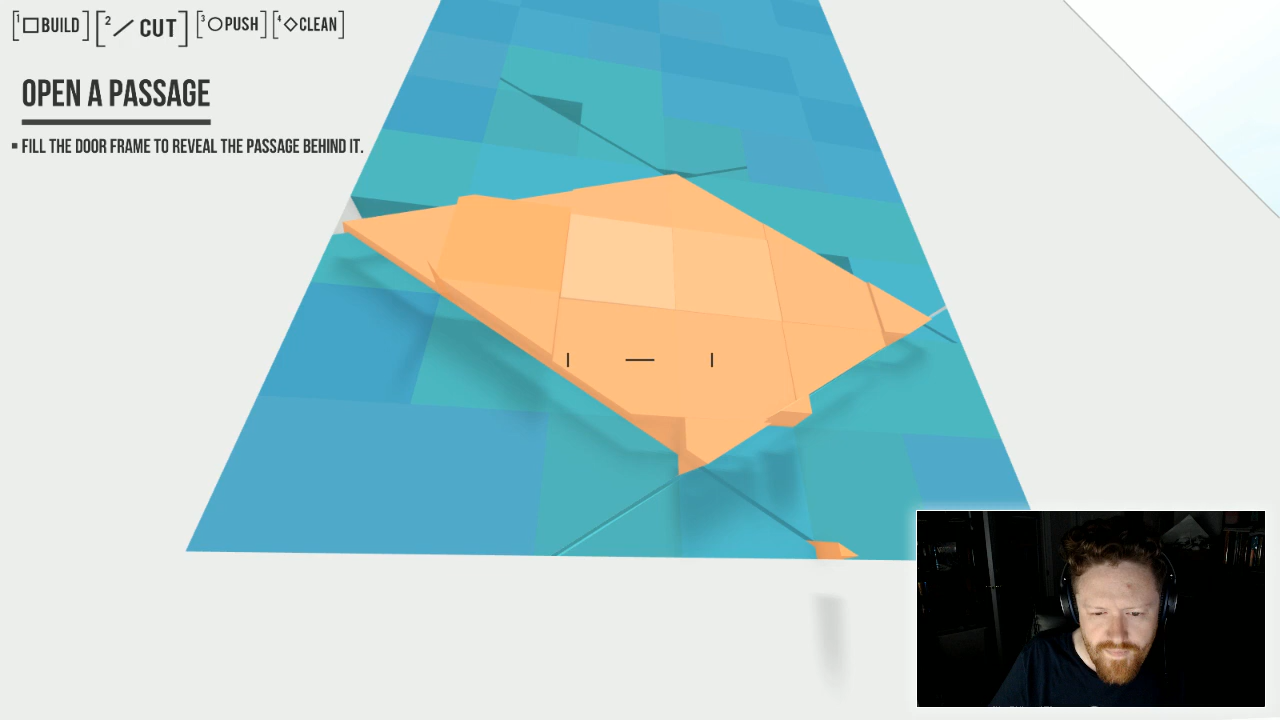 1 BUILD 2 CUT 3 PUSH 4 CLEAN
OPEN A PASSAGE
▪ FILL THE DOOR FRAME TO REVEAL THE PASSAGE BEHIND IT.